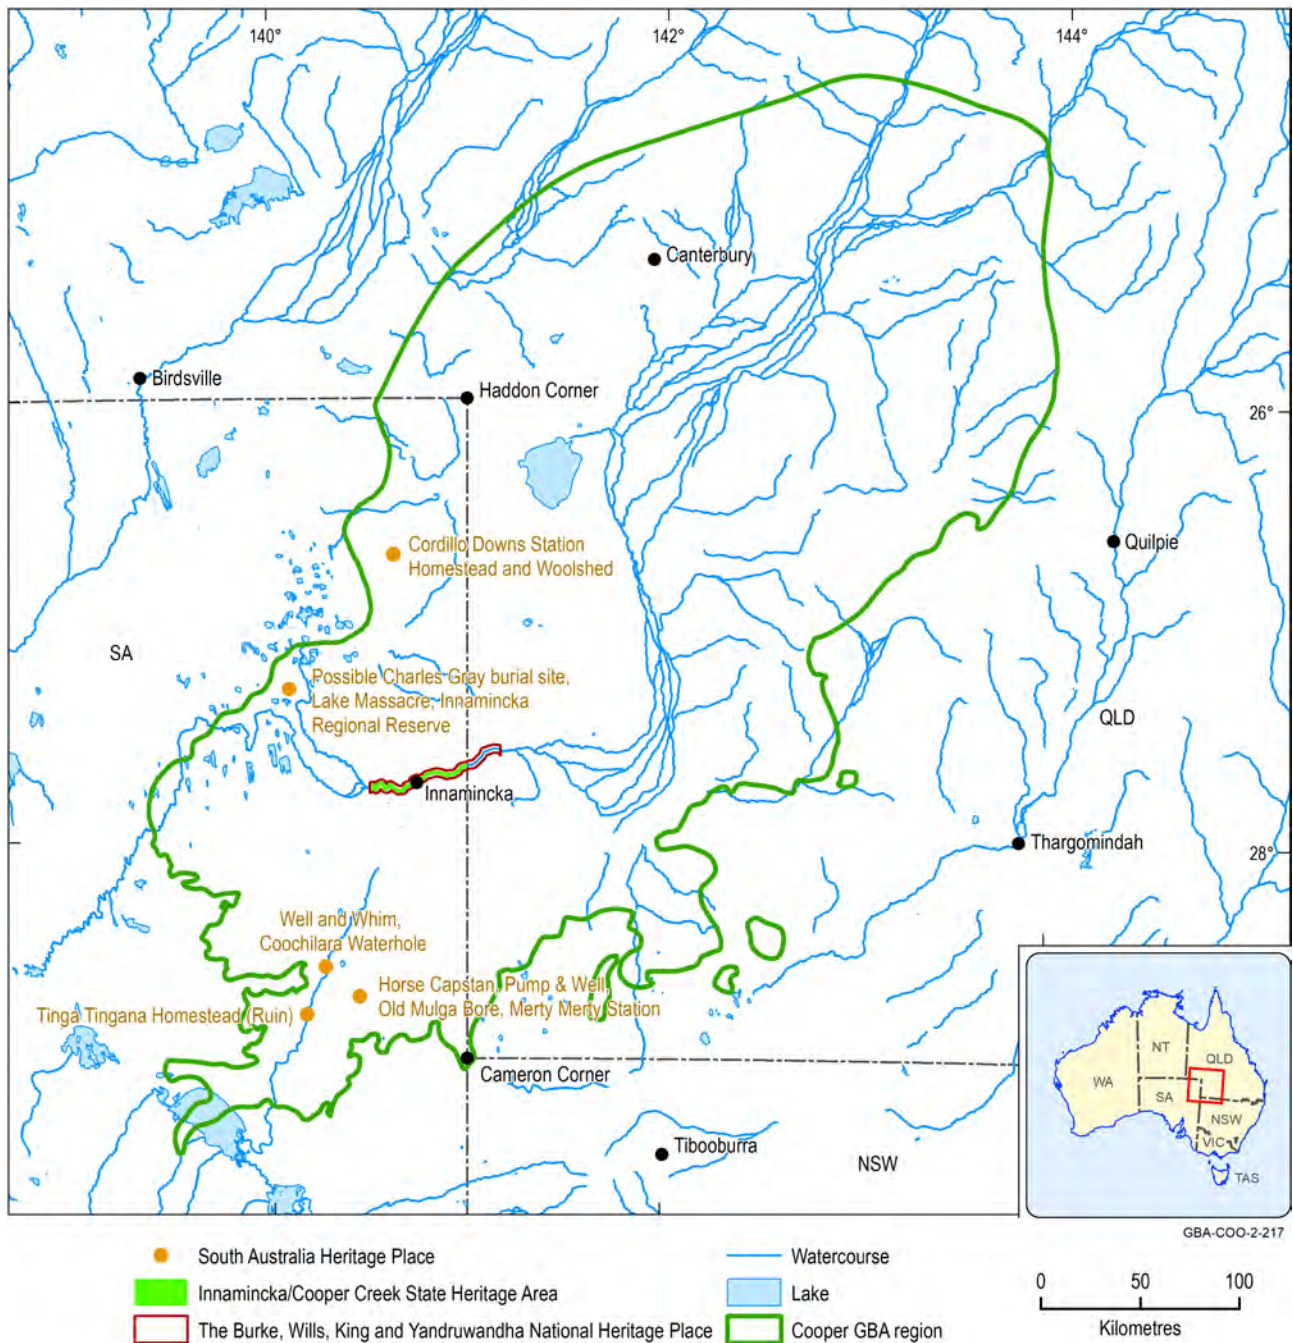 140°
142°
144°
Canterbury
Birdsville
Haddon Corner
26°
Cordillo Downs Station
Homestead and Woolshed
Quilpie
SA
Possible Charles Gray burial site,
Lake Massacre, Innamincka
Regional Reserve
QLD
Innamincka
Thargomindah
28°
Well and Whim,
Coochilara Waterhole
Horse Capstan, Pump & Well,
Old Mulga Bore, Merty Merty Station
Tinga Tingana Homestead (Ruin)
Cameron Corner
Tibooburra
NSW
NT
QLD
WA
SA
NSW
VIC
TAS
GBA-COO-2-217
South Australia Heritage Place
Innamincka/Cooper Creek State Heritage Area
The Burke, Wills, King and Yandruwandha National Heritage Place
Watercourse
Lake
Cooper GBA region
0 50 100
Kilometres